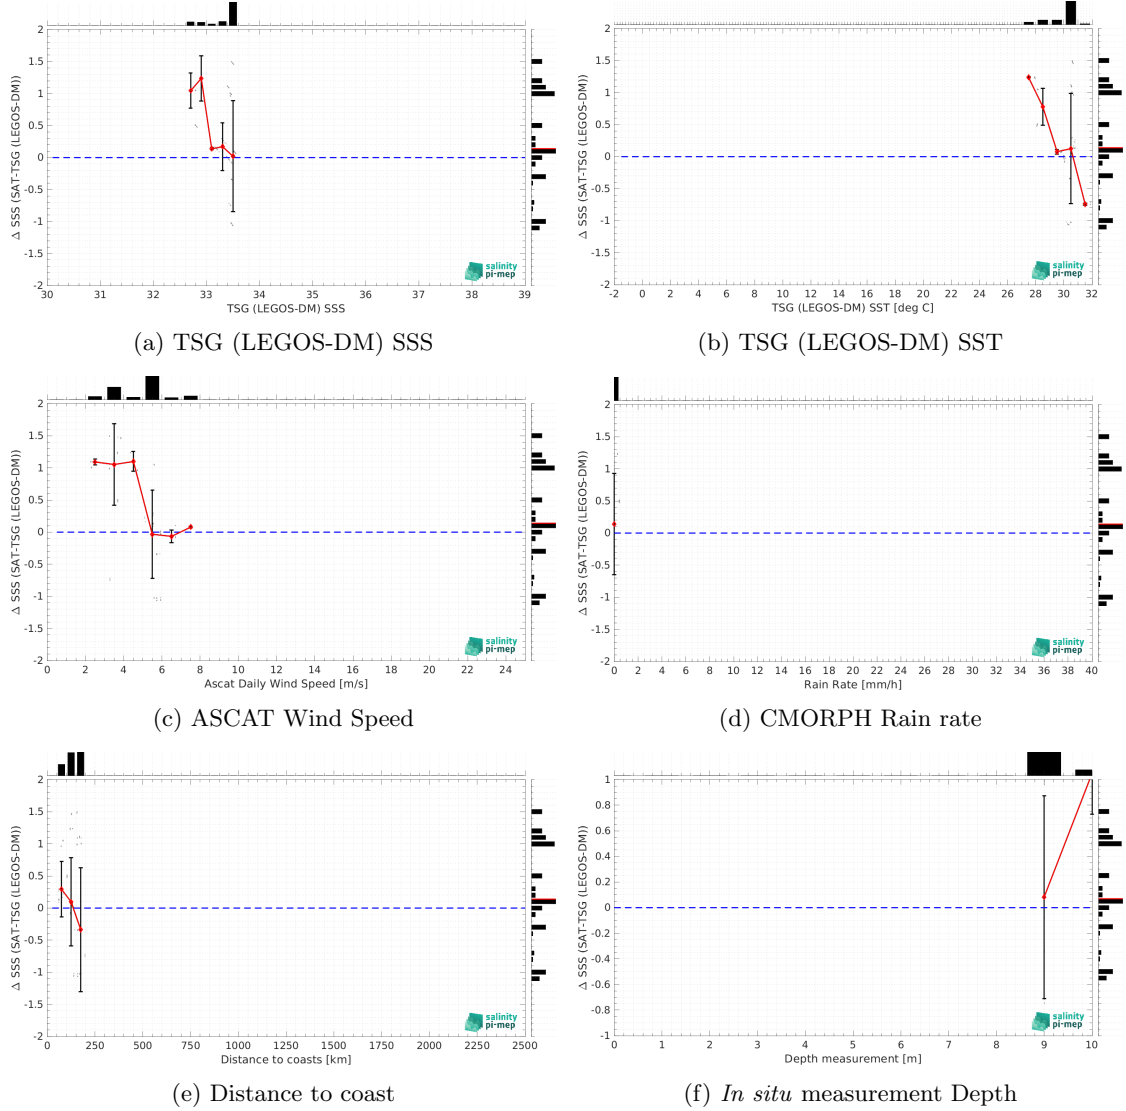 2
1.5
1
0.5
0
-0.5
-1
-1.5
-2
Δ SSS (SAT-TSG (LEGOS-DM))
30 31 32 33 34 35 36 37 38 39
TSG (LEGOS-DM) SSS
salinity
pi-mep
(a) TSG (LEGOS-DM) SSS
2
1.5
1
0.5
0
-0.5
-1
-1.5
-2
Δ SSS (SAT-TSG (LEGOS-DM))
-2 0 2 4 6 8 10 12 14 16 18 20 22 24 26 28 30 32
TSG (LEGOS-DM) SST [deg C]
salinity
pi-mep
(b) TSG (LEGOS-DM) SST
2
1.5
1
0.5
0
-0.5
-1
-1.5
-2
Δ SSS (SAT-TSG (LEGOS-DM))
0 2 4 6 8 10 12 14 16 18 20 22 24
Ascat Daily Wind Speed [m/s]
salinity
pi-mep
(c) ASCAT Wind Speed
2
1.5
1
0.5
0
-0.5
-1
-1.5
-2
Δ SSS (SAT-TSG (LEGOS-DM))
0 2 4 6 8 10 12 14 16 18 20 22 24 26 28 30 32 34 36 38 40
Rain Rate [mm/h]
salinity
pi-mep
(d) CMORPH Rain rate
2
1.5
1
0.5
0
-0.5
-1
-1.5
-2
Δ SSS (SAT-TSG (LEGOS-DM))
0 250 500 750 1000 1250 1500 1750 2000 2250 2500
Distance to coasts [km]
salinity
pi-mep
(e) Distance to coast
1
0.8
0.6
0.4
0.2
0
-0.2
-0.4
-0.6
-0.8
-1
Δ SSS (SAT-TSG (LEGOS-DM))
0 1 2 3 4 5 6 7 8 9 10
Depth measurement [m]
salinity
pi-mep
(f) In situ measurement Depth